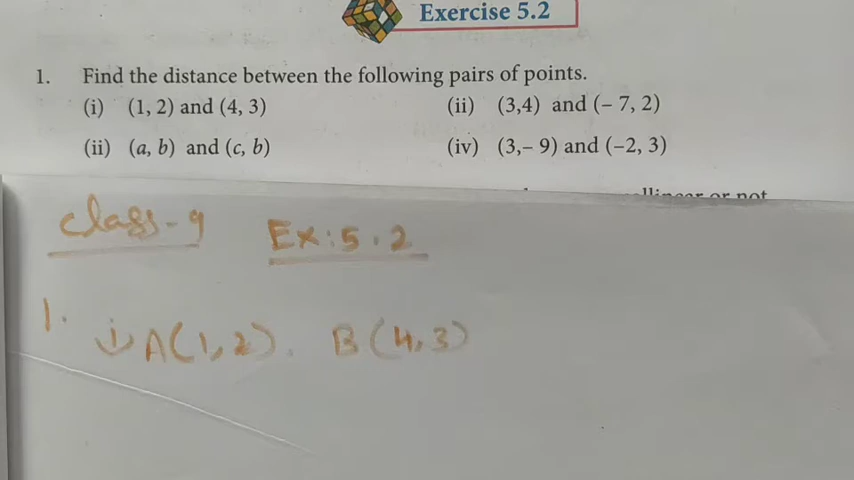 Exercise 5.2
1. Find the distance between the following pairs of points.
(i) (1, 2) and (4, 3) (ii) (3,4) and (– 7, 2)
(ii) (a, b) and (c, b) (iv) (3,– 9) and (–2, 3)
or not
class-9 Ex:5.2
1. i) A(1,2). B(4,3)